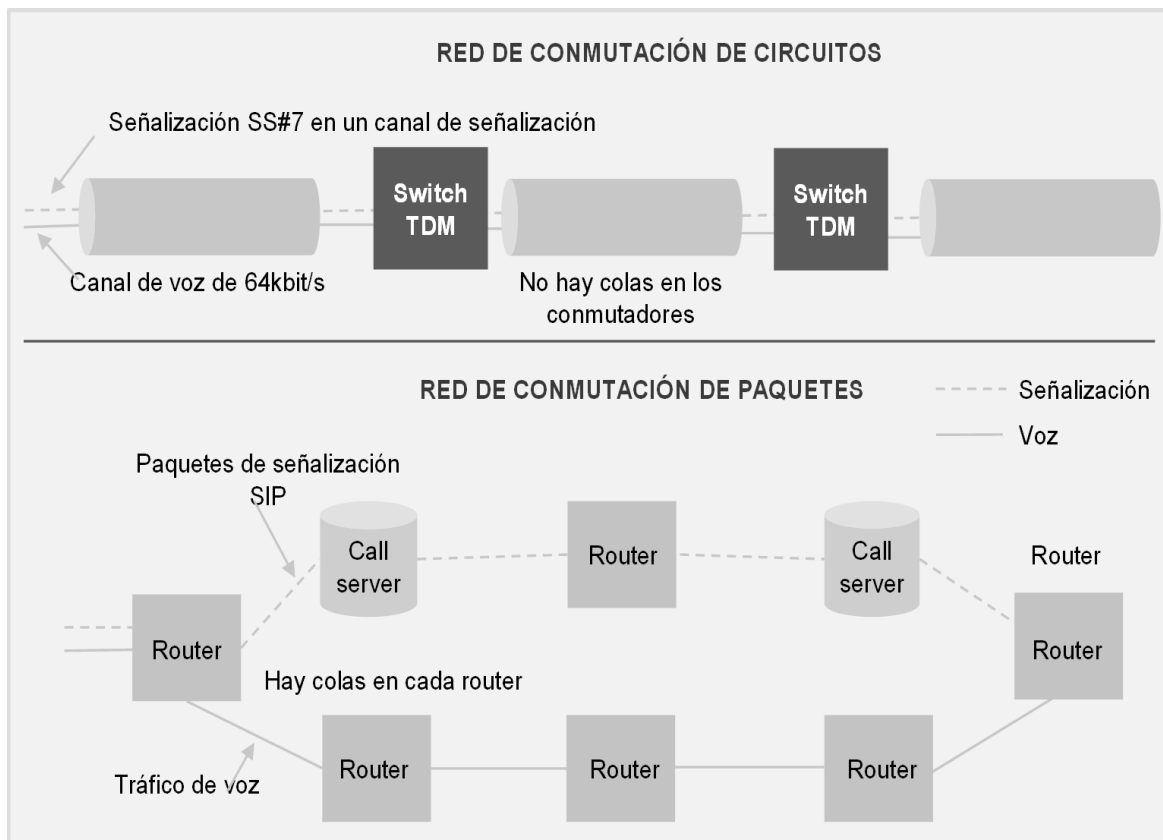 RED DE CONMUTACIÓN DE CIRCUITOS
Señalización SS#7 en un canal de señalización
Switch
TDM
Switch
TDM
Canal de voz de 64kbit/s
No hay colas en los
conmutadores
RED DE CONMUTACIÓN DE PAQUETES
Señalización
Voz
Paquetes de señalización
SIP
Call
server
Router
Call
server
Router
Router
Router
Hay colas en cada router
Router
Router
Router
Tráfico de voz